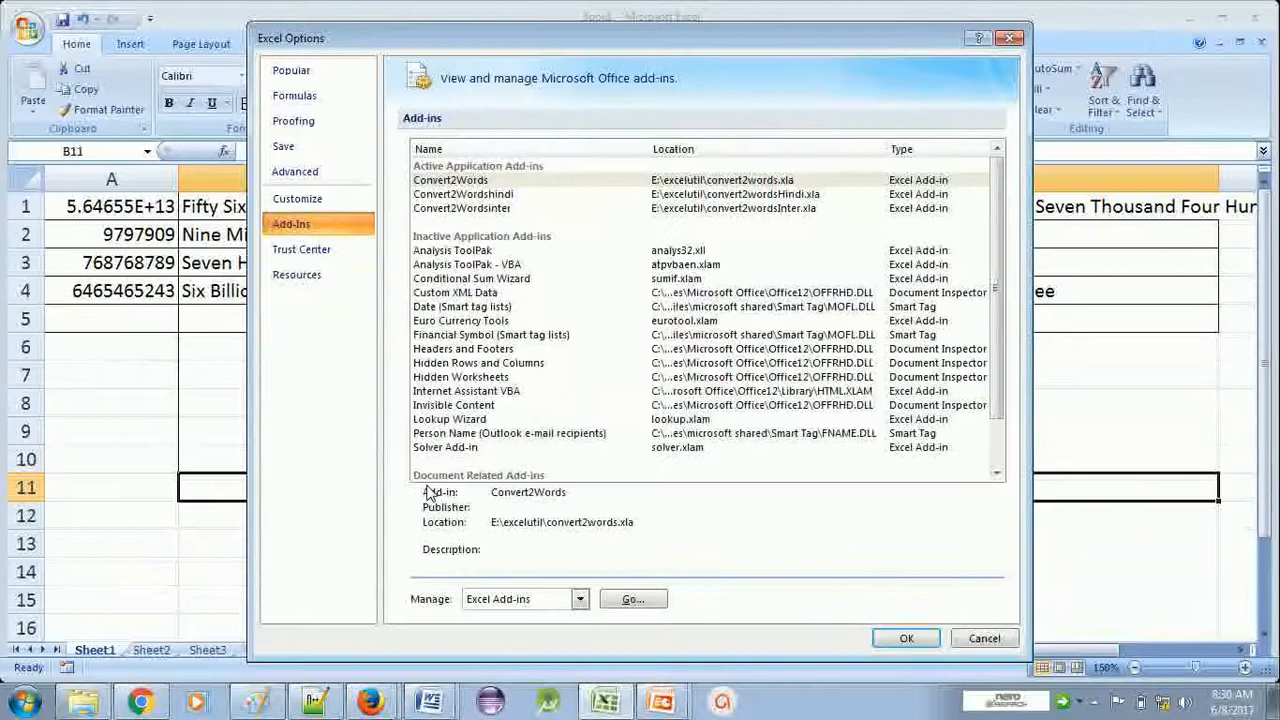 Excel Options
Home
Insert
Page Layout
Paste
Cut
Copy
Format Painter
Clipboard
Calibri
B I U
AutoSum
Sort & Filter
Find & Select
Editing
B11
fx
Popular
Formulas
Proofing
Save
Advanced
Customize
Add-Ins
Trust Center
Resources
View and manage Microsoft Office add-ins.
Add-ins
Name Location Type
Active Application Add-ins
Convert2Words E:\excelutil\convert2words.xla Excel Add-in
Convert2Wordshindi E:\excelutil\convert2wordsHindi.xla Excel Add-in
Convert2Wordsinter E:\excelutil\convert2wordsInter.xla Excel Add-in
Inactive Application Add-ins
Analysis ToolPak analys32.xll Excel Add-in
Analysis ToolPak - VBA atpvbaen.xlam Excel Add-in
Conditional Sum Wizard sumif.xlam Excel Add-in
Custom XML Data C:\...es\Microsoft Office\Office12\OFFRHD.DLL Document Inspector
Date (Smart tag lists) C:\...iles\microsoft shared\Smart Tag\MOFL.DLL Smart Tag
Euro Currency Tools eurotool.xlam Excel Add-in
Financial Symbol (Smart tag lists) C:\...iles\microsoft shared\Smart Tag\MOFL.DLL Smart Tag
Headers and Footers C:\...es\Microsoft Office\Office12\OFFRHD.DLL Document Inspector
Hidden Rows and Columns C:\...es\Microsoft Office\Office12\OFFRHD.DLL Document Inspector
Hidden Worksheets C:\...es\Microsoft Office\Office12\OFFRHD.DLL Document Inspector
Internet Assistant VBA C:\...rosoft Office\Office12\Library\HTML.XLAM Excel Add-in
Invisible Content C:\...es\Microsoft Office\Office12\OFFRHD.DLL Document Inspector
Lookup Wizard lookup.xlam Excel Add-in
Person Name (Outlook e-mail recipients) C:\...es\microsoft shared\Smart Tag\FNAME.DLL Smart Tag
Solver Add-in solver.xlam Excel Add-in
Document Related Add-ins
Add-in: Convert2Words
Publisher:
Location: E:\excelutil\convert2words.xla
Description:
Manage: Excel Add-ins Go...
OK Cancel
A
1 5.64655E+13 Fifty Six Seven Thousand Four Hur
2 9797909 Nine Mi
3 768768789 Seven H
4 6465465243 Six Billio ee
5
6
7
8
9
10
11
12
13
14
15
16
Sheet1 Sheet2 Sheet3
Ready
150%
8:30 AM
6/8/2017